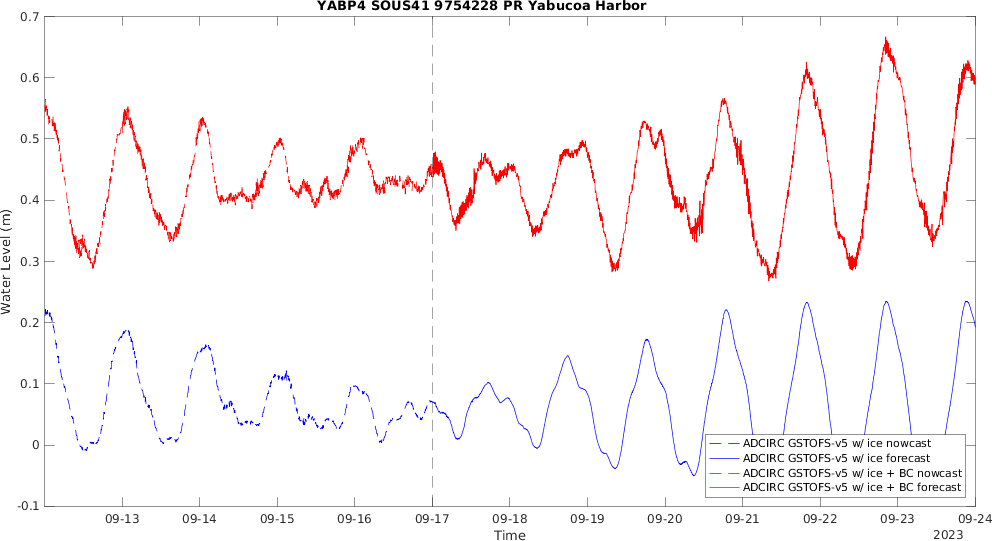 YABP4 SOUS41 9754228 PR Yabucoa Harbor
0.7
0.6
0.5
0.4
0.3
0.2
0.1
0
-0.1
Water Level (m)
ADCIRC GSTOFS-v5 w/ ice nowcast
ADCIRC GSTOFS-v5 w/ ice forecast
ADCIRC GSTOFS-v5 w/ ice + BC nowcast
ADCIRC GSTOFS-v5 w/ ice + BC forecast
09-13 09-14 09-15 09-16 09-17 09-18 09-19 09-20 09-21 09-22 09-23 09-24
Time
2023